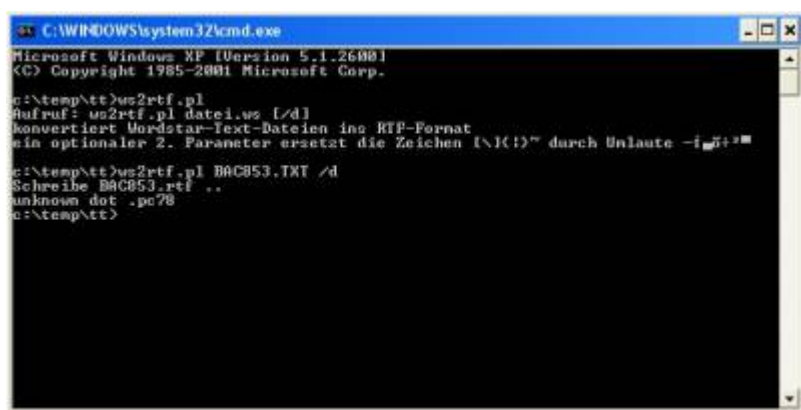 C:\WINDOWS\system32\cmd.exe
Microsoft Windows XP [Version 5.1.2600]
(C) Copyright 1985-2001 Microsoft Corp.
c:\temp\tt>ws2rtf.pl
Aufruf: ws2rtf.pl datei.ws [/d]
konvertiert Wordstar-Text-Dateien ins RTF-Format
ein optionaler 2. Parameter ersetzt die Zeichen [\]{|}~ durch Umlaute
c:\temp\tt>ws2rtf.pl BAC853.TXT /d
Schreibe BAC853.rtf ..
unknown dot .pc78
c:\temp\tt>